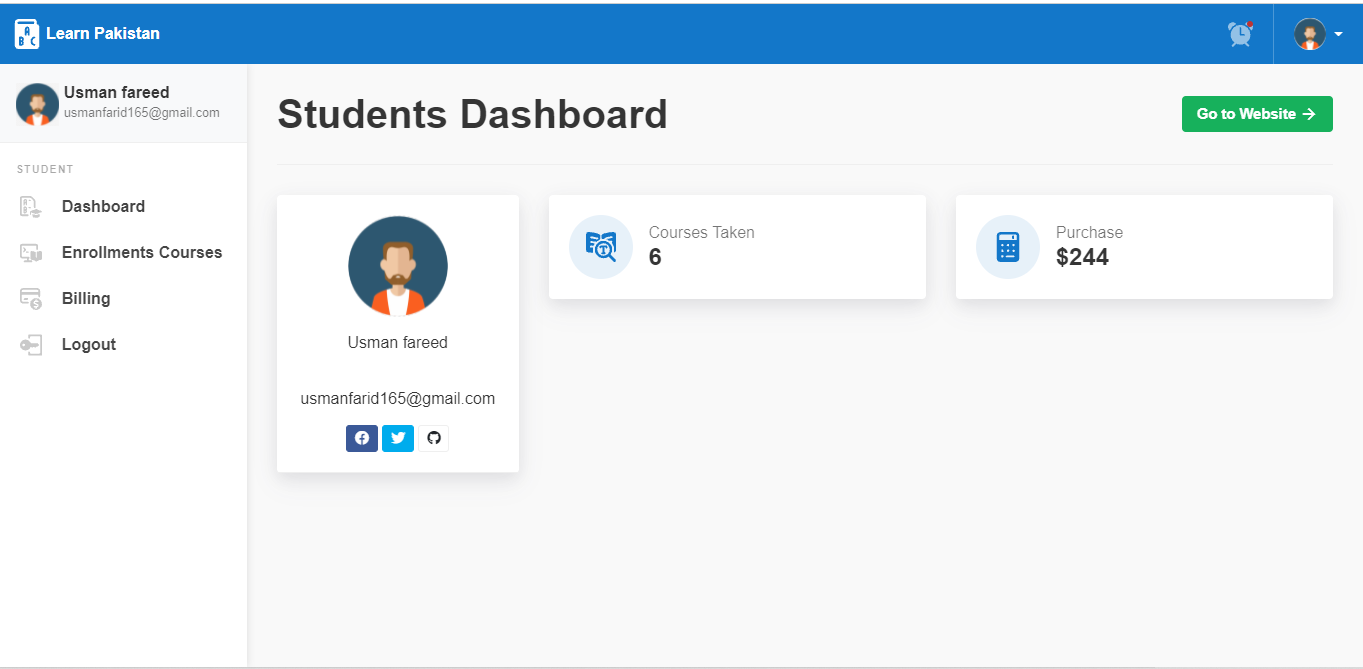 Learn Pakistan
Usman fareed
usmanfarid165@gmail.com
STUDENT
Dashboard
Enrollments Courses
Billing
Logout
Students Dashboard
Go to Website
Usman fareed
usmanfarid165@gmail.com
Courses Taken
6
Purchase
$244